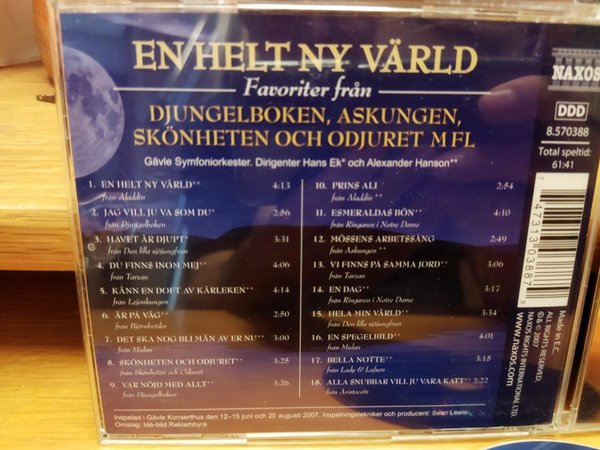 EN HELT NY VÄRLD
Favoriter från
DJUNGELBOKEN, ASKUNGEN,
SKÖNHETEN OCH ODJURET M FL
Gävle Symfoniorkester. Dirigenter Hans Ek* och Alexander Hanson**
1. EN HELT NY VÄRLD** 4:13
från Aladdin
2. JAG VILL JU VA SOM DU* 2:56
från Djungelboken
3. HAVET ÄR DJUPT* 3:31
från Den lilla sjöjungfrun
4. DU FINNS INOM MEJ** 4:06
från Tarzan
5. KÄNN EN DOFT AV KÄRLEKEN* 4:14
från Lejonkungen
6. ÄR PÅ VÄG** 2:50
från Björnbröder
7. DET SKA NOG BLI MÄN AV ER NU** 3:00
från Mulan
8. SKÖNHETEN OCH ODJURET** 3:25
från Skönheten och Odjuret
9. VAR NÖJD MED ALLT* 3:26
från Djungelboken
10. PRINS ALI 2:54
från Aladdin **
11. ESMERALDAS BÖN* 4:10
från Ringaren i Notre Dame
12. MÖSSENS ARBETSSÅNG 2:49
från Askungen **
13. VI FINNS PÅ SAMMA JORD* 3:06
från Tarzan
14. EN DAG* 3:17
från Ringaren i Notre Dame
15. HELA MIN VÄRLD 3:34
från Den lilla sjöjungfrun
16. EN SPEGELBILD 4:01
från Mulan
17. BELLA NOTTE* 3:15
från Lady & Lufsen
18. ALLA SNUBBAR VILL JU VARA KATT* 2:22
från Aristocats
Inspelad i Gävle Konserthus den 12–15 juni och 20 augusti 2007. Inspelningstekniker och producent: Sean Lewis
Omslag: Idé-bild Reklambyrå
NAXOS
DDD
8.570388
Total speltid:
61:41
7 47313 03887 9
Made in E.C.
ALL RIGHTS RESERVED.
℗ & © 2007
NAXOS RIGHTS INTERNATIONAL LTD.
www.naxos.com